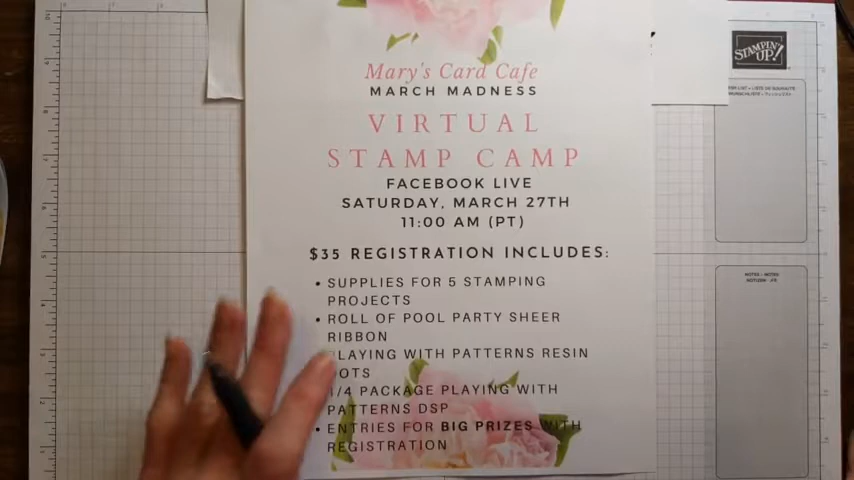 STAMPIN' UP!
Mary's Card Cafe
MARCH MADNESS
VIRTUAL
STAMP CAMP
FACEBOOK LIVE
SATURDAY, MARCH 27TH
11:00 AM (PT)
$35 REGISTRATION INCLUDES:
• SUPPLIES FOR 5 STAMPING
PROJECTS
• ROLL OF POOL PARTY SHEER
RIBBON
PLAYING WITH PATTERNS RESIN
DOTS
1/4 PACKAGE PLAYING WITH
PATTERNS DSP
• ENTRIES FOR BIG PRIZES WITH
REGISTRATION